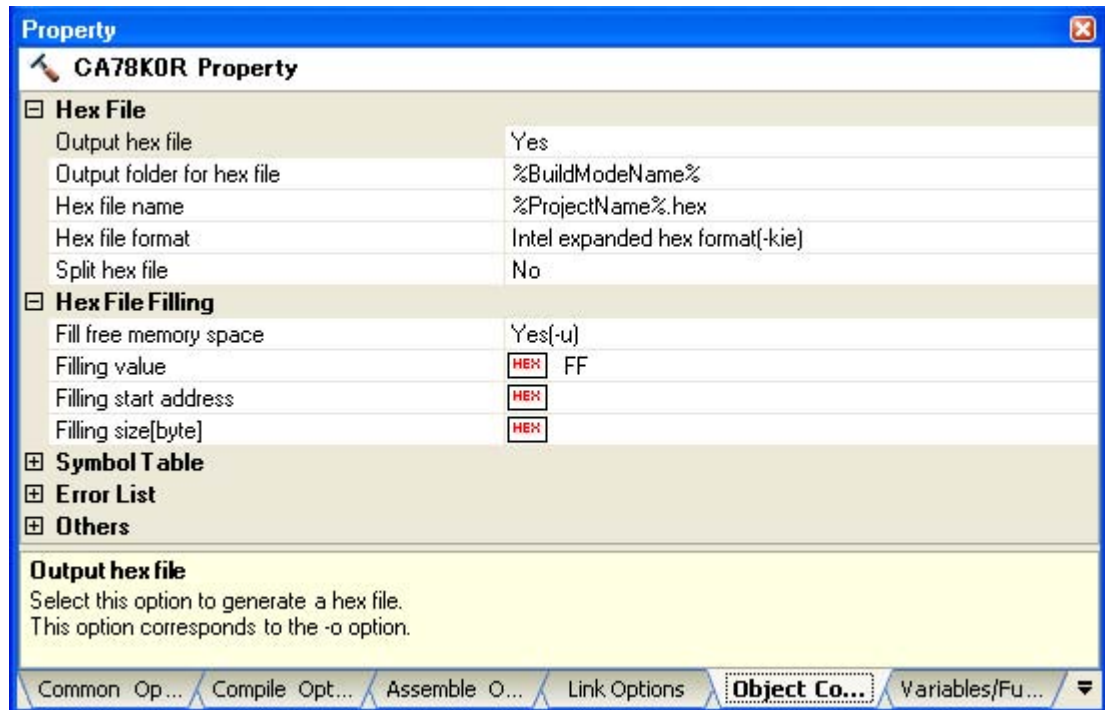 Property
CA78K0R Property
Hex File
Output hex file Yes
Output folder for hex file %BuildModeName%
Hex file name %ProjectName%.hex
Hex file format Intel expanded hex format(-kie)
Split hex file No
Hex File Filling
Fill free memory space Yes(-u)
Filling value HEX FF
Filling start address HEX
Filling size[byte] HEX
Symbol Table
Error List
Others
Output hex file
Select this option to generate a hex file.
This option corresponds to the -o option.
Common Op... Compile Opt... Assemble O... Link Options Object Co... Variables/Fu...